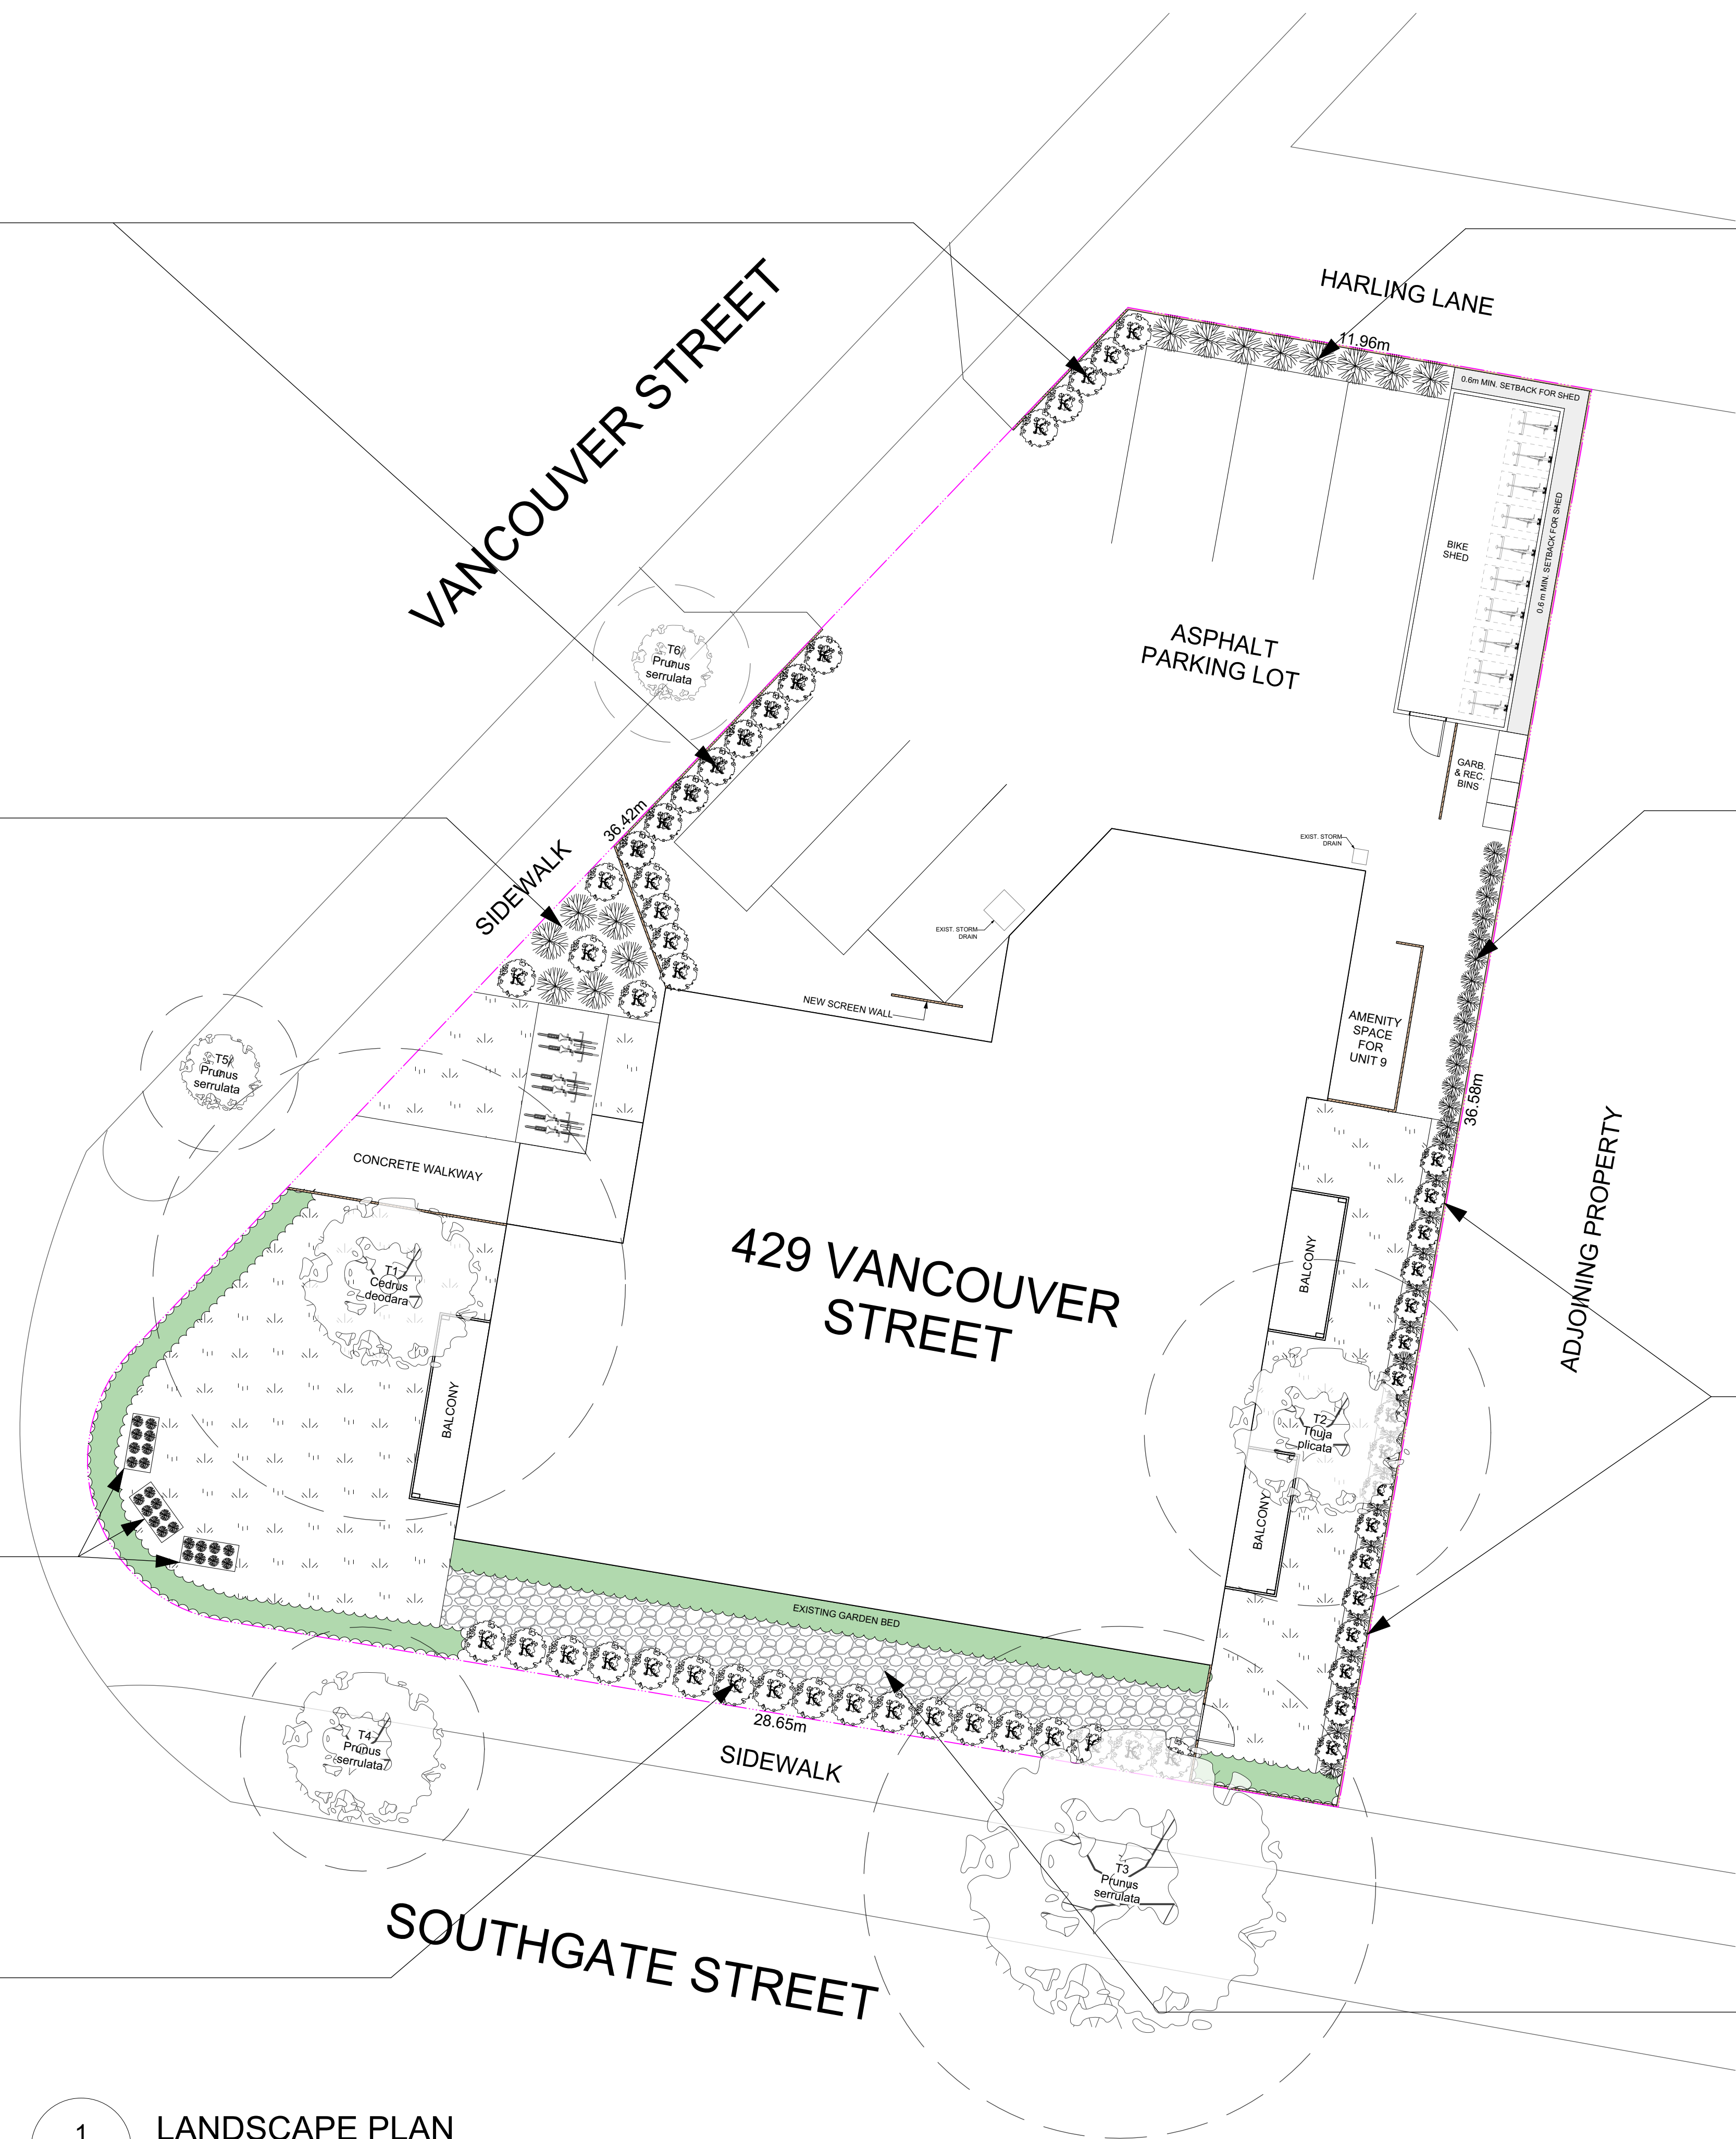 HARLING LANE
11.96m
0.6m MIN. SETBACK FOR SHED
VANCOUVER STREET
0.6 m MIN. SETBACK FOR SHED
BIKE
SHED
ASPHALT
PARKING LOT
T6
Prunus
serrulata
GARB.
& REC.
BINS
36.42m
SIDEWALK
EXIST. STORM
DRAIN
EXIST. STORM
DRAIN
NEW SCREEN WALL
AMENITY
SPACE
FOR
UNIT 9
T5
Prunus
serrulata
36.58m
ADJOINING PROPERTY
CONCRETE WALKWAY
T1
Cedrus
deodara
429 VANCOUVER
STREET
BALCONY
BALCONY
T2
Thuja
plicata
BALCONY
EXISTING GARDEN BED
28.65m
SIDEWALK
T4
Prunus
serrulata
T3
Prunus
serrulata
SOUTHGATE STREET
1
LANDSCAPE PLAN